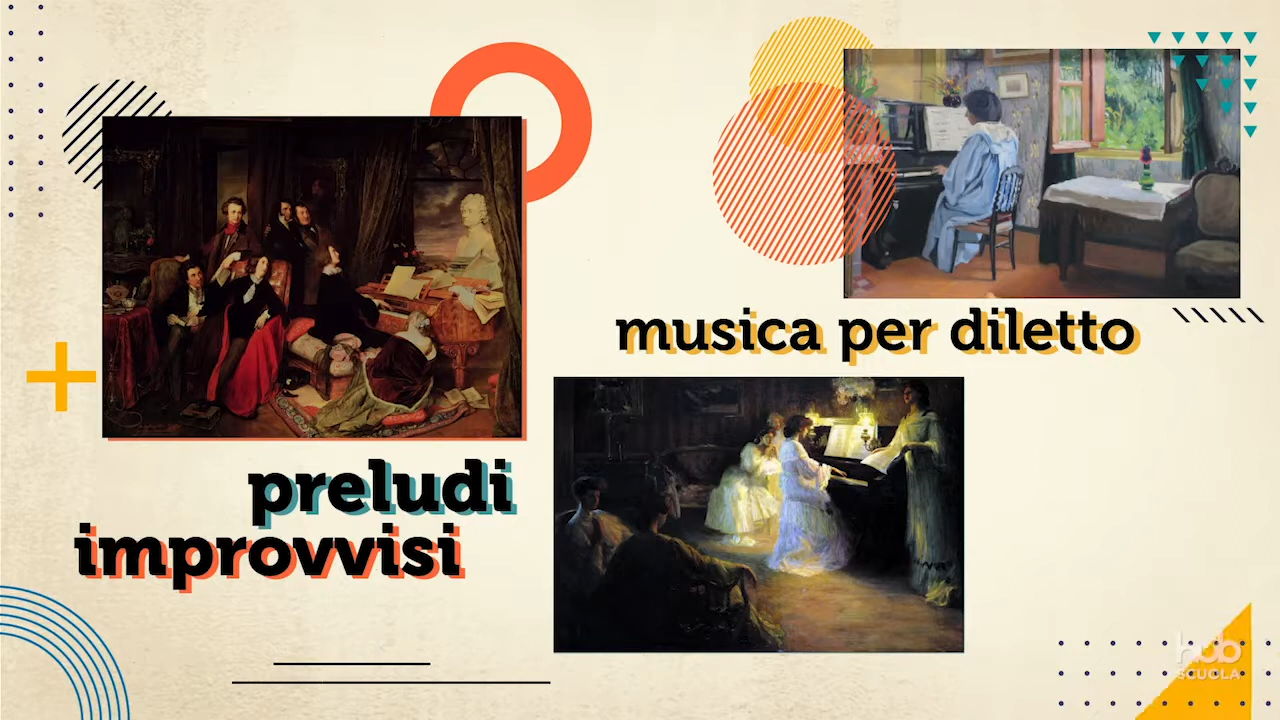 musica per diletto
preludi
improvvisi
hub
SCUOLA